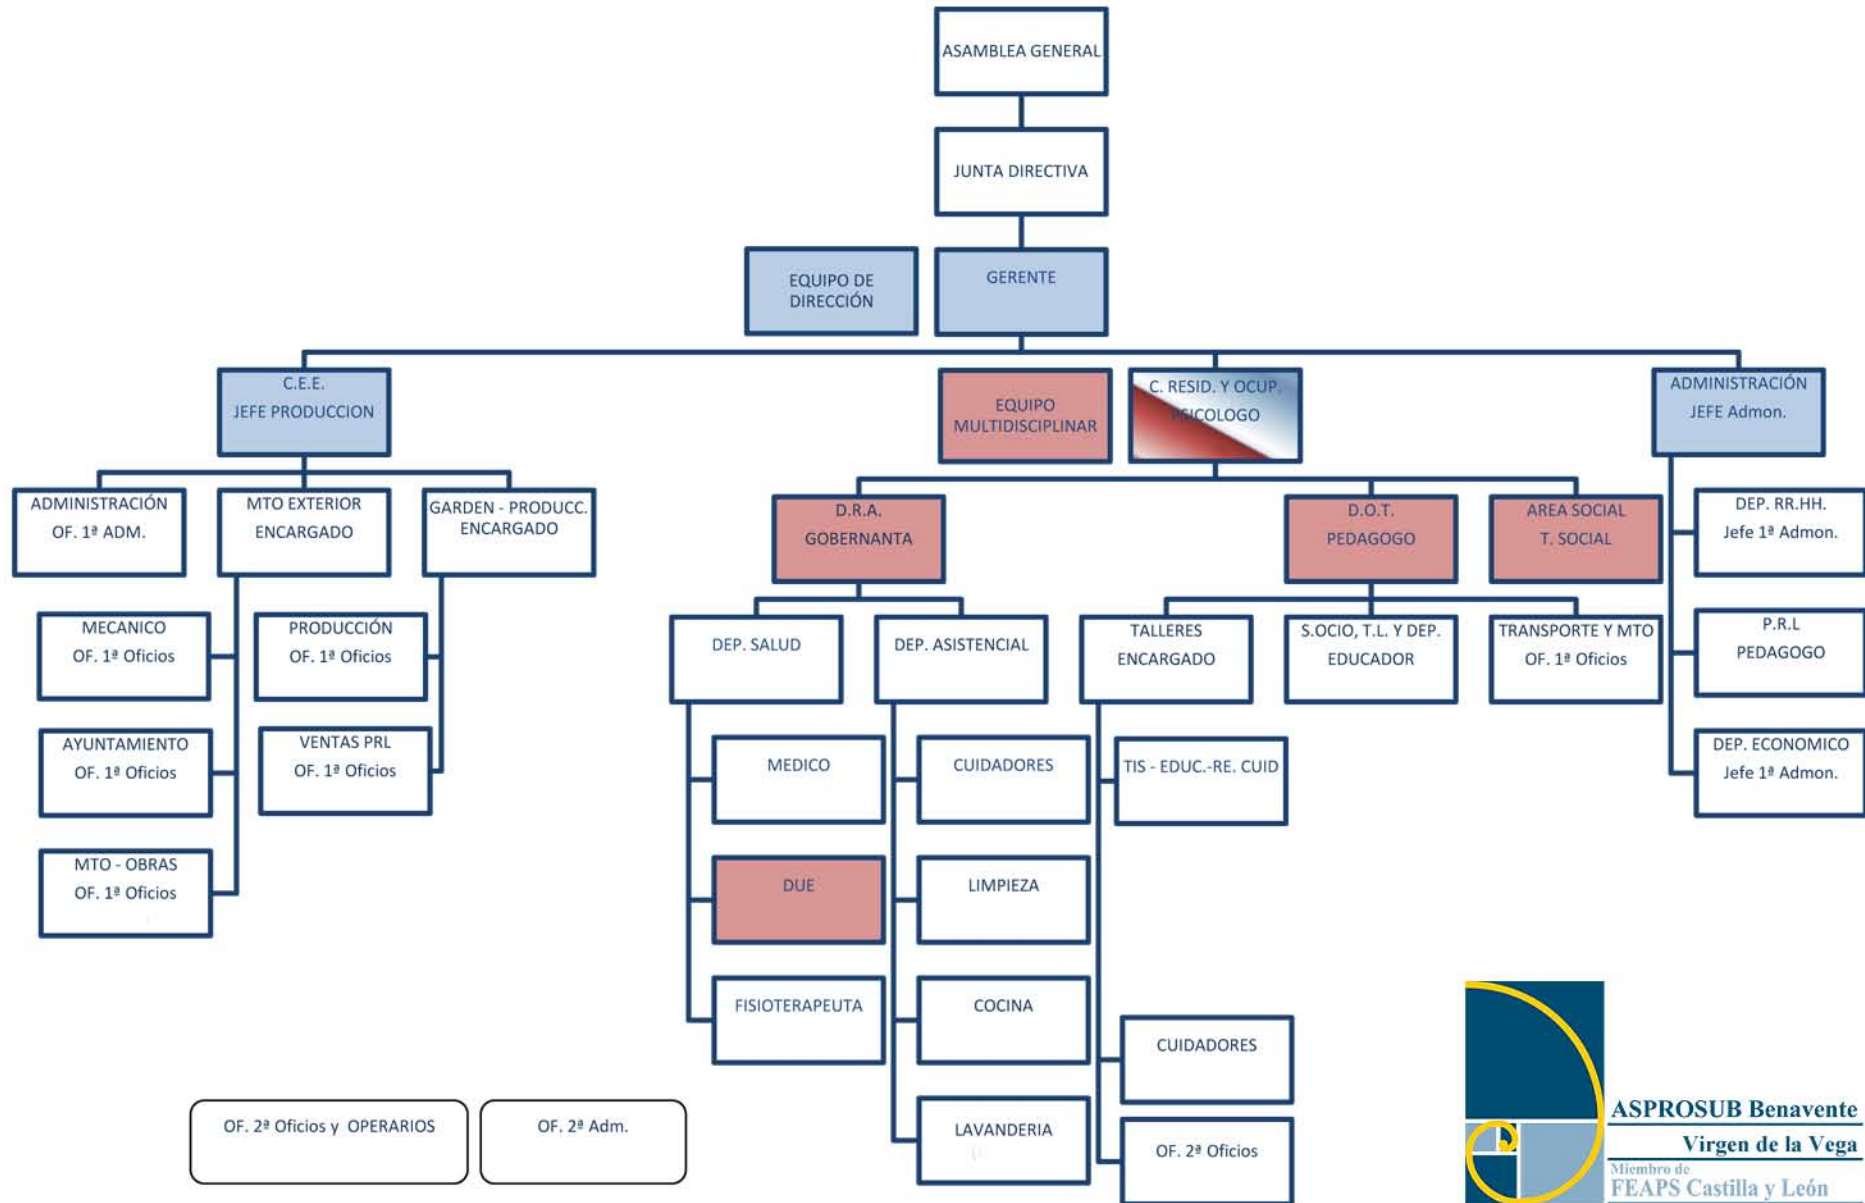 ASAMBLEA GENERAL
JUNTA DIRECTIVA
EQUIPO DE
DIRECCIÓN
GERENTE
C.E.E.
JEFE PRODUCCION
EQUIPO
MULTIDISCIPLINAR
C. RESID. Y OCUP.
PSICOLOGO
ADMINISTRACIÓN
JEFE Admon.
ADMINISTRACIÓN
OF. 1ª ADM.
MTO EXTERIOR
ENCARGADO
GARDEN - PRODUCC.
ENCARGADO
D.R.A.
GOBERNANTA
D.O.T.
PEDAGOGO
AREA SOCIAL
T. SOCIAL
DEP. RR.HH.
Jefe 1ª Admon.
MECANICO
OF. 1ª Oficios
PRODUCCIÓN
OF. 1ª Oficios
DEP. SALUD
DEP. ASISTENCIAL
TALLERES
ENCARGADO
S.OCIO, T.L. Y DEP.
EDUCADOR
TRANSPORTE Y MTO
OF. 1ª Oficios
P.R.L
PEDAGOGO
AYUNTAMIENTO
OF. 1ª Oficios
VENTAS PRL
OF. 1ª Oficios
MEDICO
CUIDADORES
TIS - EDUC.-RE. CUID
DEP. ECONOMICO
Jefe 1ª Admon.
MTO - OBRAS
OF. 1ª Oficios
DUE
LIMPIEZA
FISIOTERAPEUTA
COCINA
CUIDADORES
LAVANDERIA
OF. 2ª Oficios
OF. 2ª Oficios y OPERARIOS
OF. 2ª Adm.
ASPROSUB Benavente
Virgen de la Vega
Miembro de
FEAPS Castilla y León